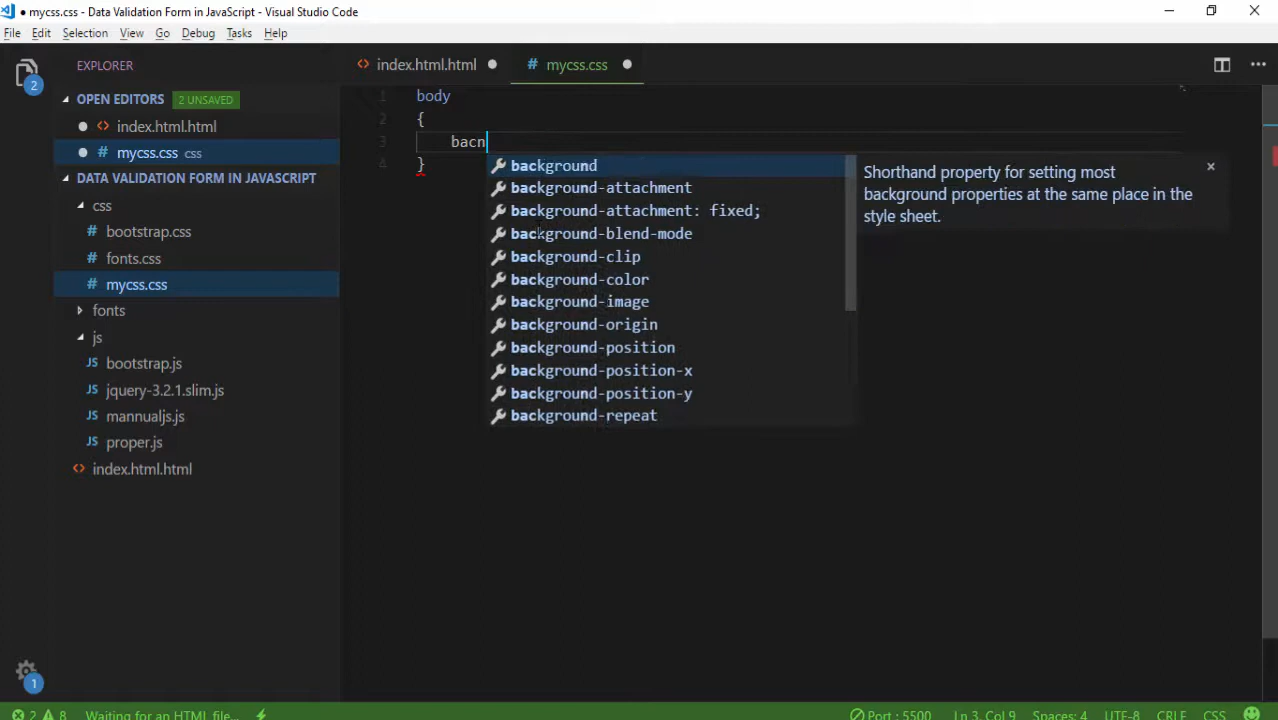 ● mycss.css - Data Validation Form in JavaScript - Visual Studio Code
File Edit Selection View Go Debug Tasks Help
2
EXPLORER
OPEN EDITORS 2 UNSAVED
<> index.html.html
# mycss.css css
DATA VALIDATION FORM IN JAVASCRIPT
css
# bootstrap.css
# fonts.css
# mycss.css
fonts
js
JS bootstrap.js
JS jquery-3.2.1.slim.js
JS mannualjs.js
JS proper.js
<> index.html.html
1
<> index.html.html ●
# mycss.css ●
1 body
2 {
3 bacn
4 }
background
background-attachment
background-attachment: fixed;
background-blend-mode
background-clip
background-color
background-image
background-origin
background-position
background-position-x
background-position-y
background-repeat
Shorthand property for setting most
background properties at the same place in the
style sheet.
2 8 Waiting for an HTML file... Port : 5500 Ln 3, Col 9 Spaces: 4 UTF-8 CRLF CSS